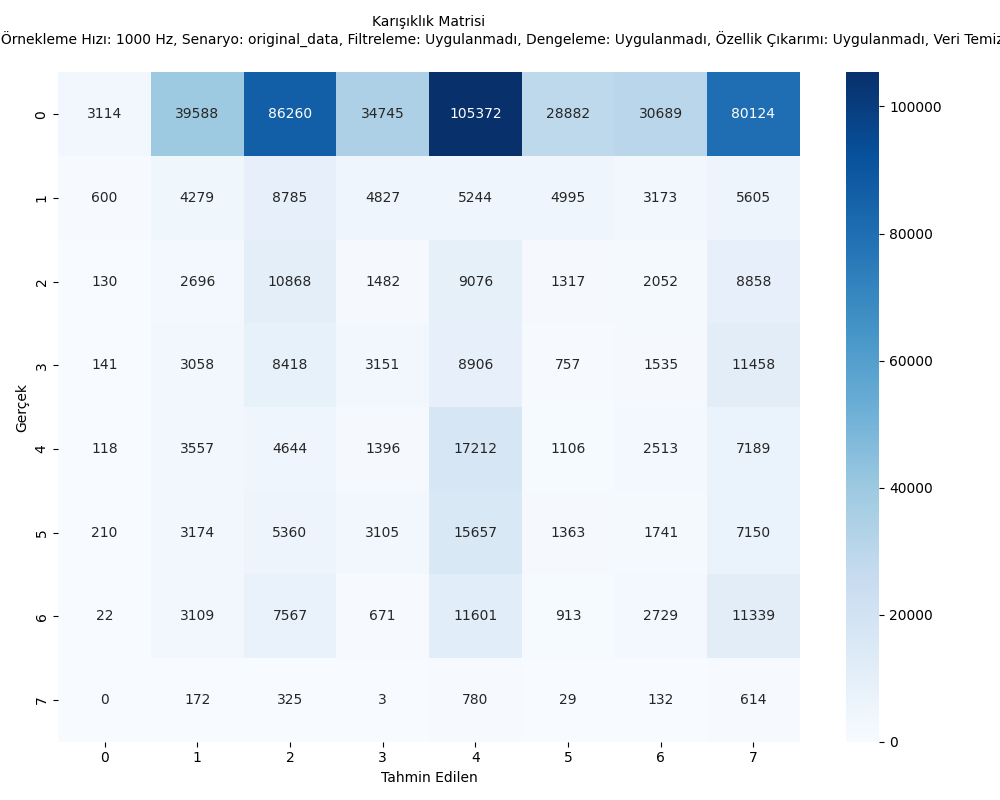 Karışıklık Matrisi
Örnekleme Hızı: 1000 Hz, Senaryo: original_data, Filtreleme: Uygulanmadı, Dengeleme: Uygulanmadı, Özellik Çıkarımı: Uygulanmadı, Veri Temiz
0 3114 39588 86260 34745 105372 28882 30689 80124
1 600 4279 8785 4827 5244 4995 3173 5605
2 130 2696 10868 1482 9076 1317 2052 8858
3 141 3058 8418 3151 8906 757 1535 11458
4 118 3557 4644 1396 17212 1106 2513 7189
5 210 3174 5360 3105 15657 1363 1741 7150
6 22 3109 7567 671 11601 913 2729 11339
7 0 172 325 3 780 29 132 614
0 1 2 3 4 5 6 7
Gerçek
Tahmin Edilen
100000
80000
60000
40000
20000
0